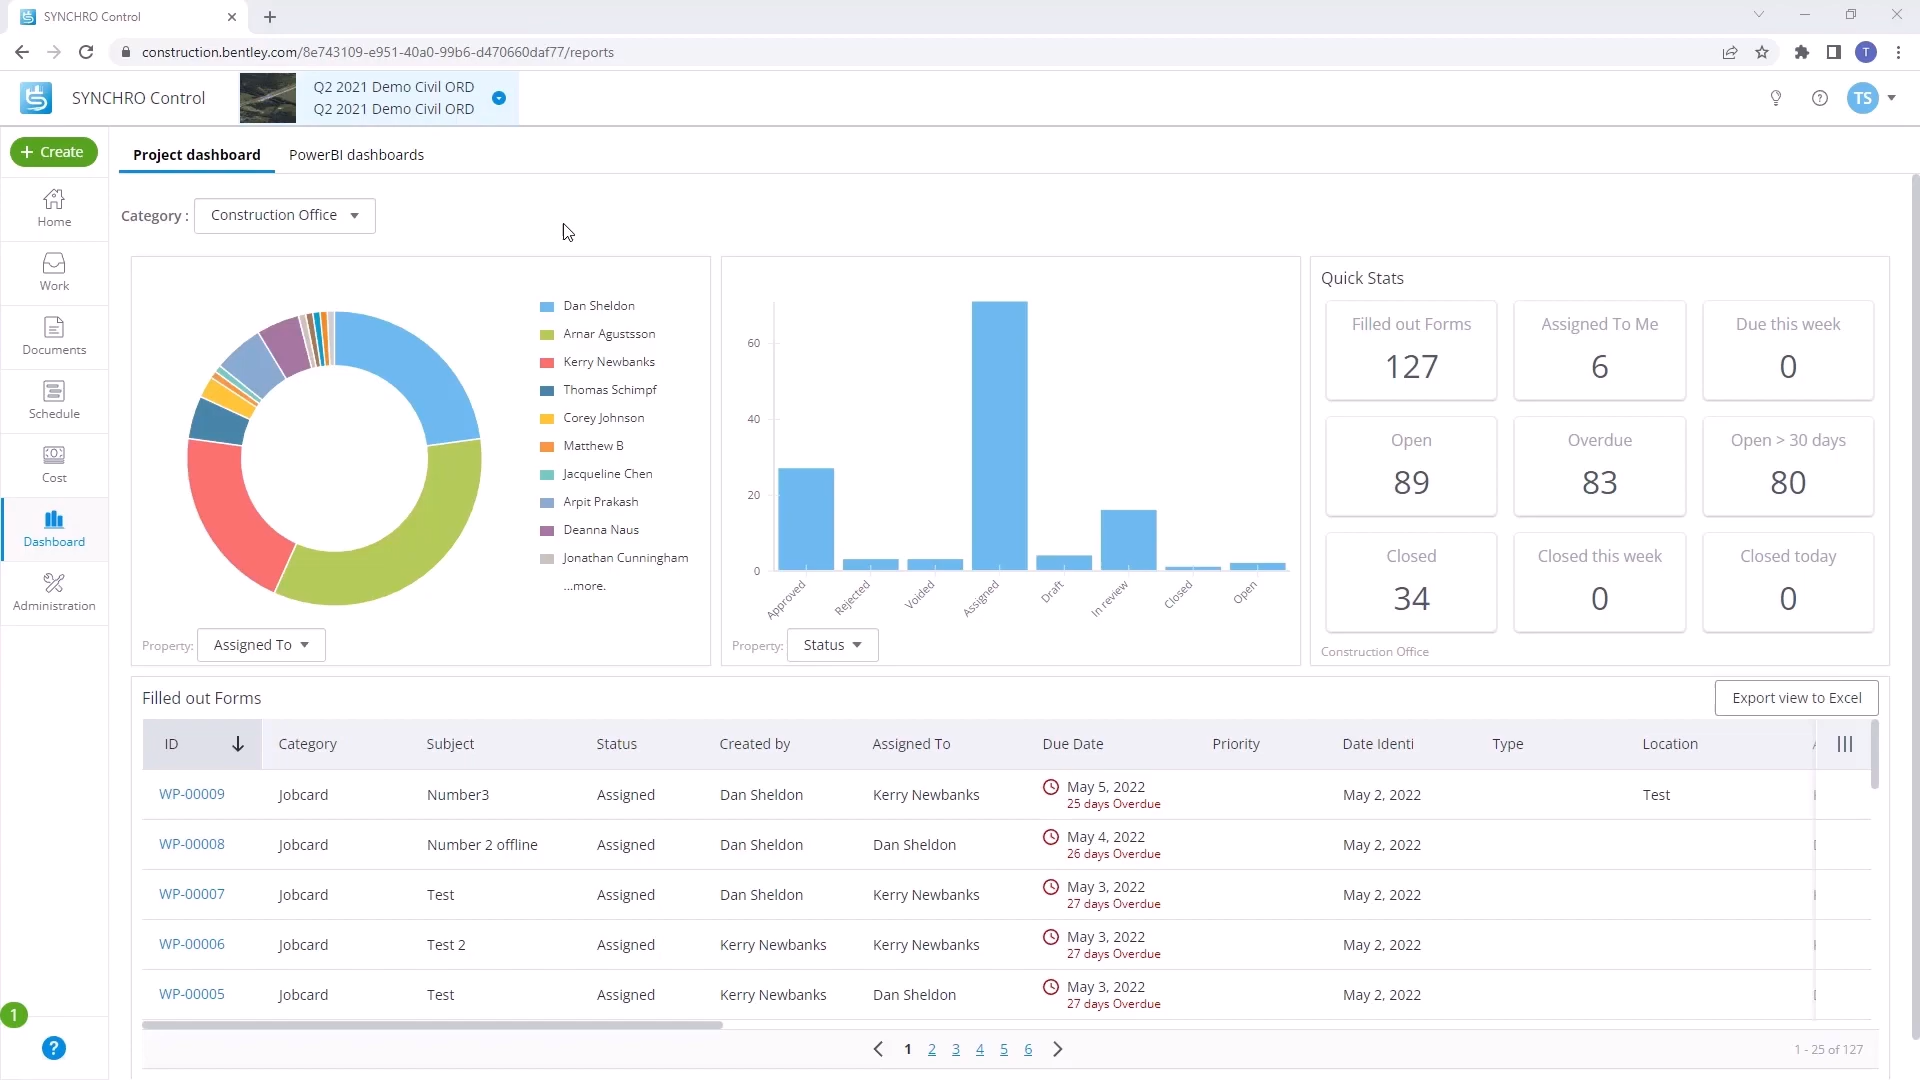 SYNCHRO Control
construction.bentley.com/8e743109-e951-40a0-99b6-d470660daf77/reports
T
SYNCHRO Control
Q2 2021 Demo Civil ORD
Q2 2021 Demo Civil ORD
TS
+ Create
Home
Work
Documents
Schedule
Cost
Dashboard
Administration
1
?
Project dashboard PowerBI dashboards
Category : Construction Office
Dan Sheldon
Arnar Agustsson
Kerry Newbanks
Thomas Schimpf
Corey Johnson
Matthew B
Jacqueline Chen
Arpit Prakash
Deanna Naus
Jonathan Cunningham
...more.
Property: Assigned To
60
40
20
0
Approved Rejected Voided Assigned Draft In review Closed Open
Property: Status
Quick Stats
Filled out Forms Assigned To Me Due this week
127 6 0
Open Overdue Open > 30 days
89 83 80
Closed Closed this week Closed today
34 0 0
Construction Office
Filled out Forms Export view to Excel
ID Category Subject Status Created by Assigned To Due Date Priority Date Identi Type Location
WP-00009 Jobcard Number3 Assigned Dan Sheldon Kerry Newbanks May 5, 2022 May 2, 2022 Test
25 days Overdue
WP-00008 Jobcard Number 2 offline Assigned Dan Sheldon Dan Sheldon May 4, 2022 May 2, 2022
26 days Overdue
WP-00007 Jobcard Test Assigned Dan Sheldon Kerry Newbanks May 3, 2022 May 2, 2022
27 days Overdue
WP-00006 Jobcard Test 2 Assigned Kerry Newbanks Kerry Newbanks May 3, 2022 May 2, 2022
27 days Overdue
WP-00005 Jobcard Test Assigned Kerry Newbanks Dan Sheldon May 3, 2022 May 2, 2022
27 days Overdue
1 2 3 4 5 6
1 - 25 of 127